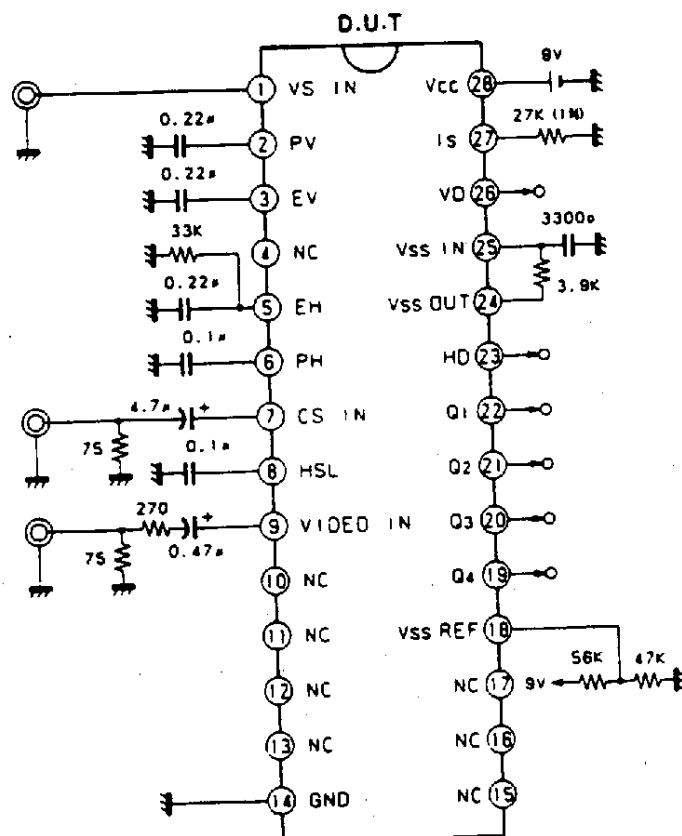 D.U.T
1 VS IN
0.22μ
2 PV
0.22μ
3 EV
33K
4 NC
0.22μ
5 EH
0.1μ
6 PH
4.7μ +
7 CS IN
75
0.1μ
8 HSL
270
+
9 VIDEO IN
0.47μ
75
10 NC
11 NC
12 NC
13 NC
14 GND
9V
Vcc 28
27K (1%)
IS 27
VD 26
3300p
VSS IN 25
3.9K
VSS OUT 24
HD 23
Q1 22
Q2 21
Q3 20
Q4 19
VSS REF 18
56K 47K
NC 17 9V
NC 16
NC 15